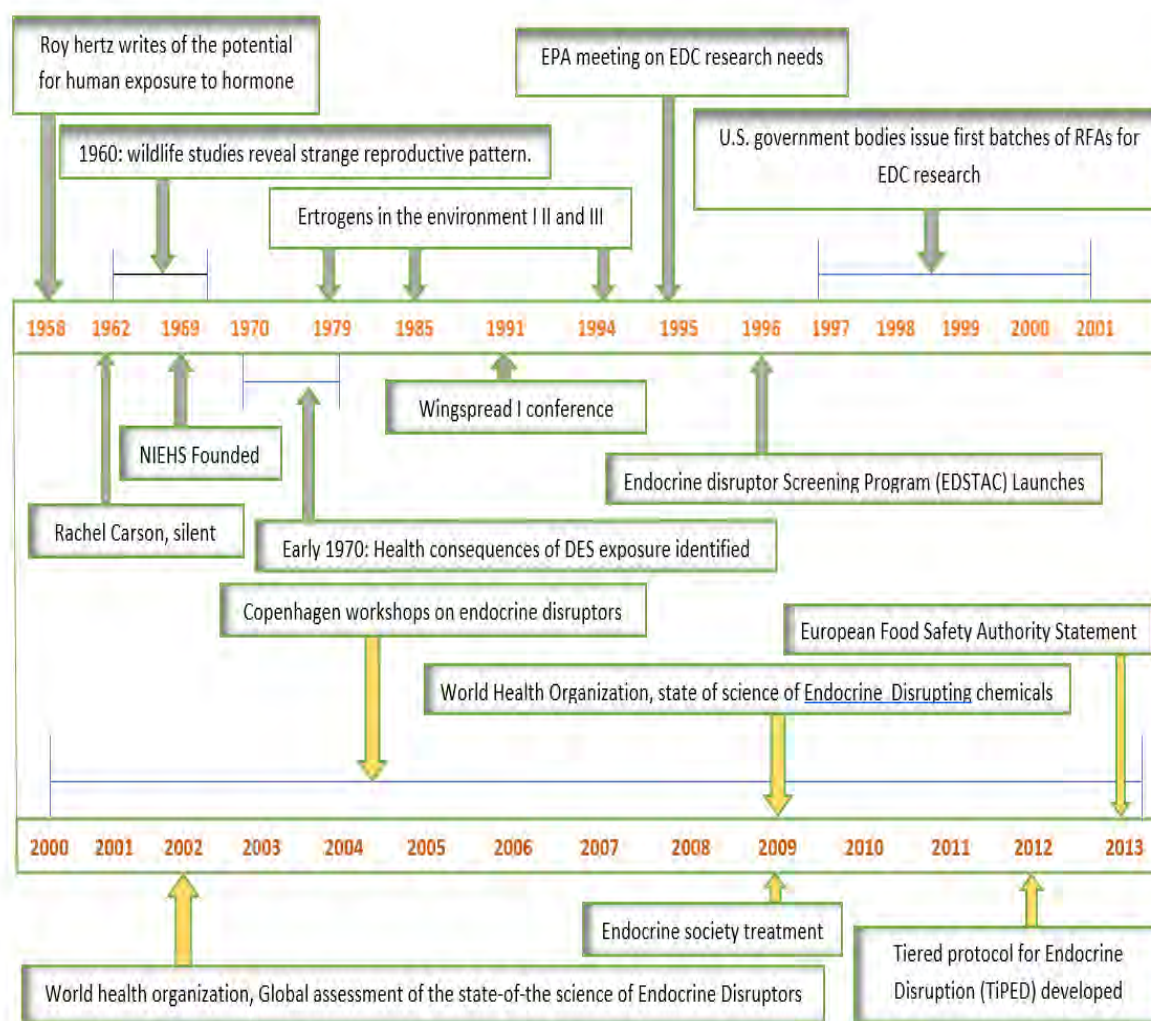 Roy hertz writes of the potential
for human exposure to hormone
EPA meeting on EDC research needs
U.S. government bodies issue first batches of RFAs for
EDC research
1960: wildlife studies reveal strange reproductive pattern.
Ertrogens in the environment I II and III
1958 1962 1969 1970 1979 1985 1991 1994 1995 1996 1997 1998 1999 2000 2001
Wingspread I conference
NIEHS Founded
Endocrine disruptor Screening Program (EDSTAC) Launches
Rachel Carson, silent
Early 1970: Health consequences of DES exposure identified
Copenhagen workshops on endocrine disruptors
European Food Safety Authority Statement
World Health Organization, state of science of Endocrine Disrupting chemicals
2000 2001 2002 2003 2004 2005 2006 2007 2008 2009 2010 2011 2012 2013
Endocrine society treatment
Tiered protocol for Endocrine
Disruption (TiPED) developed
World health organization, Global assessment of the state-of-the science of Endocrine Disruptors